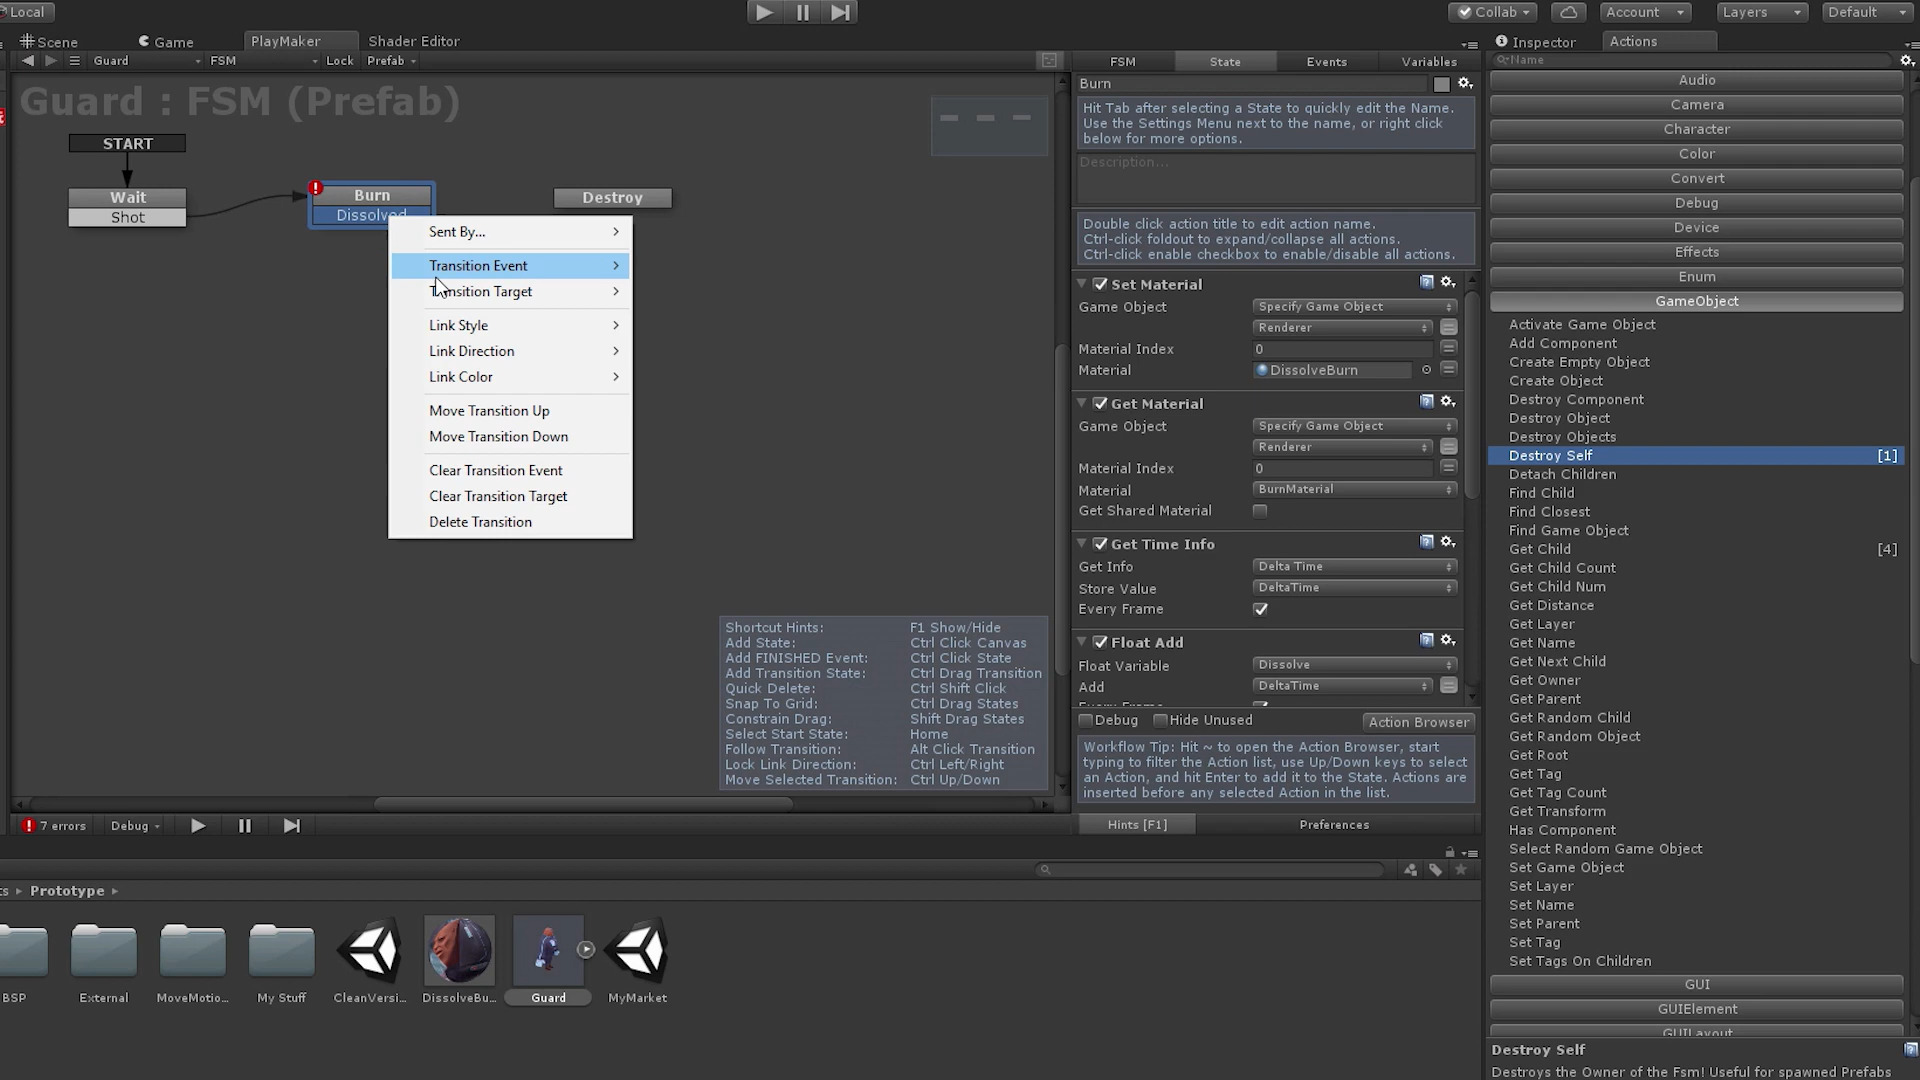 Local
Collab
Account
Layers
Default
Scene
Game
PlayMaker
Shader Editor
Inspector
Actions
Guard
FSM
Lock
Prefab
FSM
State
Events
Variables
Name
Guard : FSM (Prefab)
START
Wait
Shot
Burn
Dissolved
Destroy
Sent By...
Transition Event
Transition Target
Link Style
Link Direction
Link Color
Move Transition Up
Move Transition Down
Clear Transition Event
Clear Transition Target
Delete Transition
Shortcut Hints: F1 Show/Hide
Add State: Ctrl Click Canvas
Add FINISHED Event: Ctrl Click State
Add Transition State: Ctrl Drag Transition
Quick Delete: Ctrl Shift Click
Snap To Grid: Ctrl Drag States
Constrain Drag: Shift Drag States
Select Start State: Home
Follow Transition: Alt Click Transition
Lock Link Direction: Ctrl Left/Right
Move Selected Transition: Ctrl Up/Down
7 errors
Debug
Burn
Hit Tab after selecting a State to quickly edit the Name.
Use the Settings Menu next to the name, or right click
below for more options.
Description...
Double click action title to edit action name.
Ctrl-click foldout to expand/collapse all actions.
Ctrl-click enable checkbox to enable/disable all actions.
Set Material
Game Object Specify Game Object
Renderer
Material Index 0
Material DissolveBurn
Get Material
Game Object Specify Game Object
Renderer
Material Index 0
Material BurnMaterial
Get Shared Material
Get Time Info
Get Info Delta Time
Store Value DeltaTime
Every Frame
Float Add
Float Variable Dissolve
Add DeltaTime
Every Frame
Debug Hide Unused Action Browser
Workflow Tip: Hit ~ to open the Action Browser, start
typing to filter the Action list, use Up/Down keys to select
an Action, and hit Enter to add it to the State. Actions are
inserted before any selected Action in the list.
Hints [F1] Preferences
Audio
Camera
Character
Color
Convert
Debug
Device
Effects
Enum
GameObject
Activate Game Object
Add Component
Create Empty Object
Create Object
Destroy Component
Destroy Object
Destroy Objects
Destroy Self [1]
Detach Children
Find Child
Find Closest
Find Game Object
Get Child [4]
Get Child Count
Get Child Num
Get Distance
Get Layer
Get Name
Get Next Child
Get Owner
Get Parent
Get Random Child
Get Random Object
Get Root
Get Tag
Get Tag Count
Get Transform
Has Component
Select Random Game Object
Set Game Object
Set Layer
Set Name
Set Parent
Set Tag
Set Tags On Children
GUI
GUIElement
GUILayout
Destroy Self
Destroys the Owner of the Fsm! Useful for spawned Prefabs
ts Prototype
BSP
External
MoveMotio...
My Stuff
CleanVersi...
DissolveBu...
Guard
MyMarket